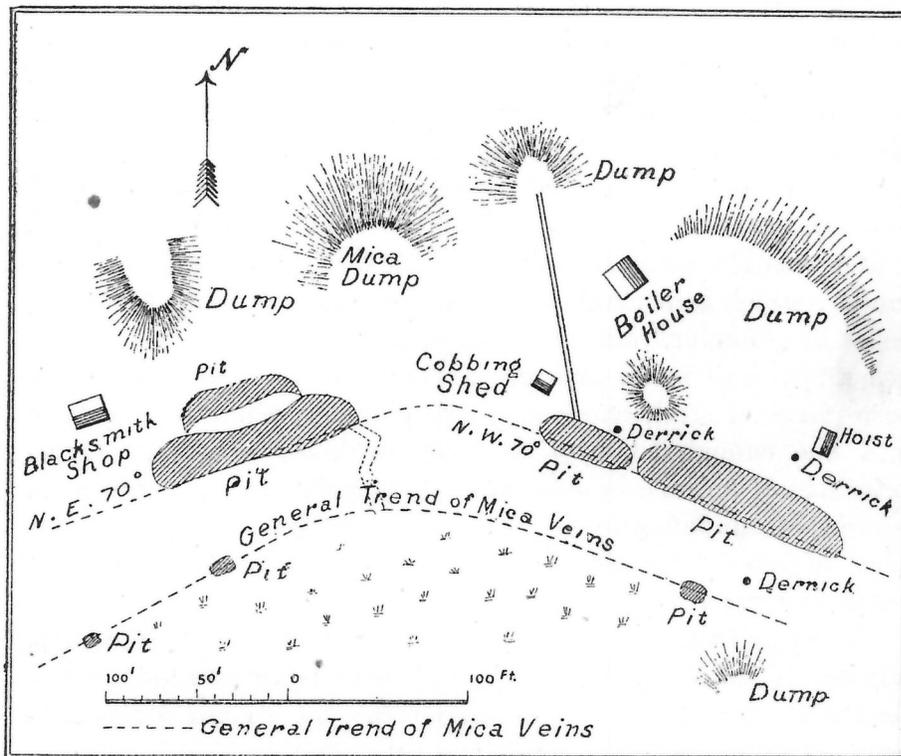 N
Dump
Mica
Dump
Dump
Boiler
House
Dump
Pit
Cobbing
Shed
Blacksmith
Shop
N. E. 70°
Pit
N. W. 70°
Pit
Derrick
Hoist
Derrick
Pit
General Trend of Mica Veins
Pit
Pit
Derrick
Pit
Dump
100' 50' 0 100 Ft.
General Trend of Mica Veins